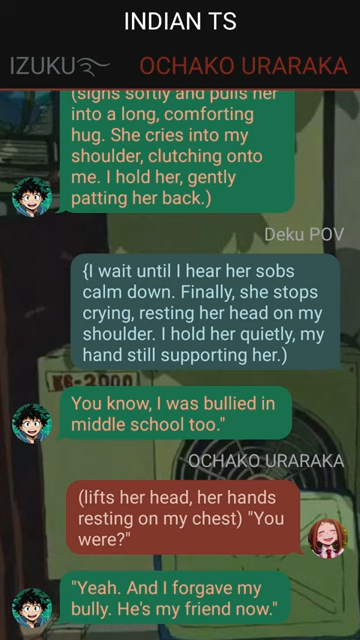 INDIAN TS
IZUKU
OCHAKO URARAKA
(signs softly and pulls her
into a long, comforting
hug. She cries into my
shoulder, clutching onto
me. I hold her, gently
patting her back.)
Deku POV
{I wait until I hear her sobs
calm down. Finally, she stops
crying, resting her head on my
shoulder. I hold her quietly, my
hand still supporting her.)
K6-2000
You know, I was bullied in
middle school too."
OCHAKO URARAKA
(lifts her head, her hands
resting on my chest) "You
were?"
"Yeah. And I forgave my
bully. He's my friend now."